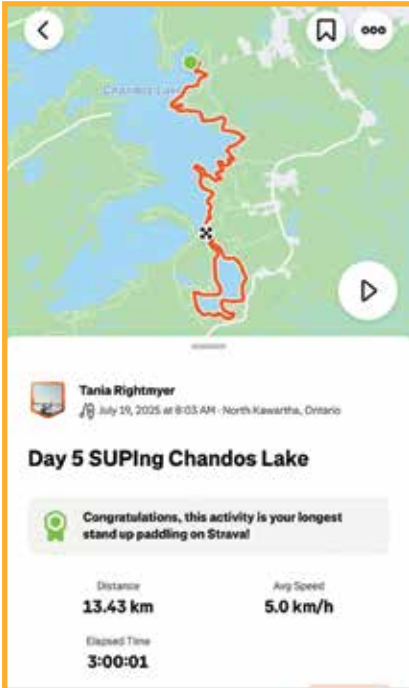 Chandos Lake
Tania Rightmyer
July 19, 2025 at 8:03 AM · North Kawartha, Ontario
Day 5 SUPIng Chandos Lake
Congratulations, this activity is your longest
stand up paddling on Strava!
Distance
Avg Speed
13.43 km
5.0 km/h
Elapsed Time
3:00:01